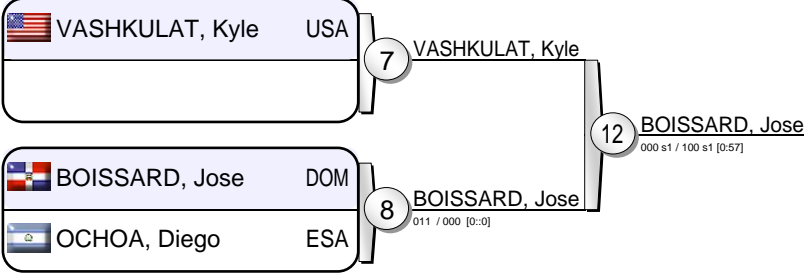 VASHKULAT, Kyle USA
7
VASHKULAT, Kyle
12
BOISSARD, Jose
000 s1 / 100 s1 [0:57]
BOISSARD, Jose DOM
8
BOISSARD, Jose
011 / 000 [0::0]
OCHOA, Diego ESA